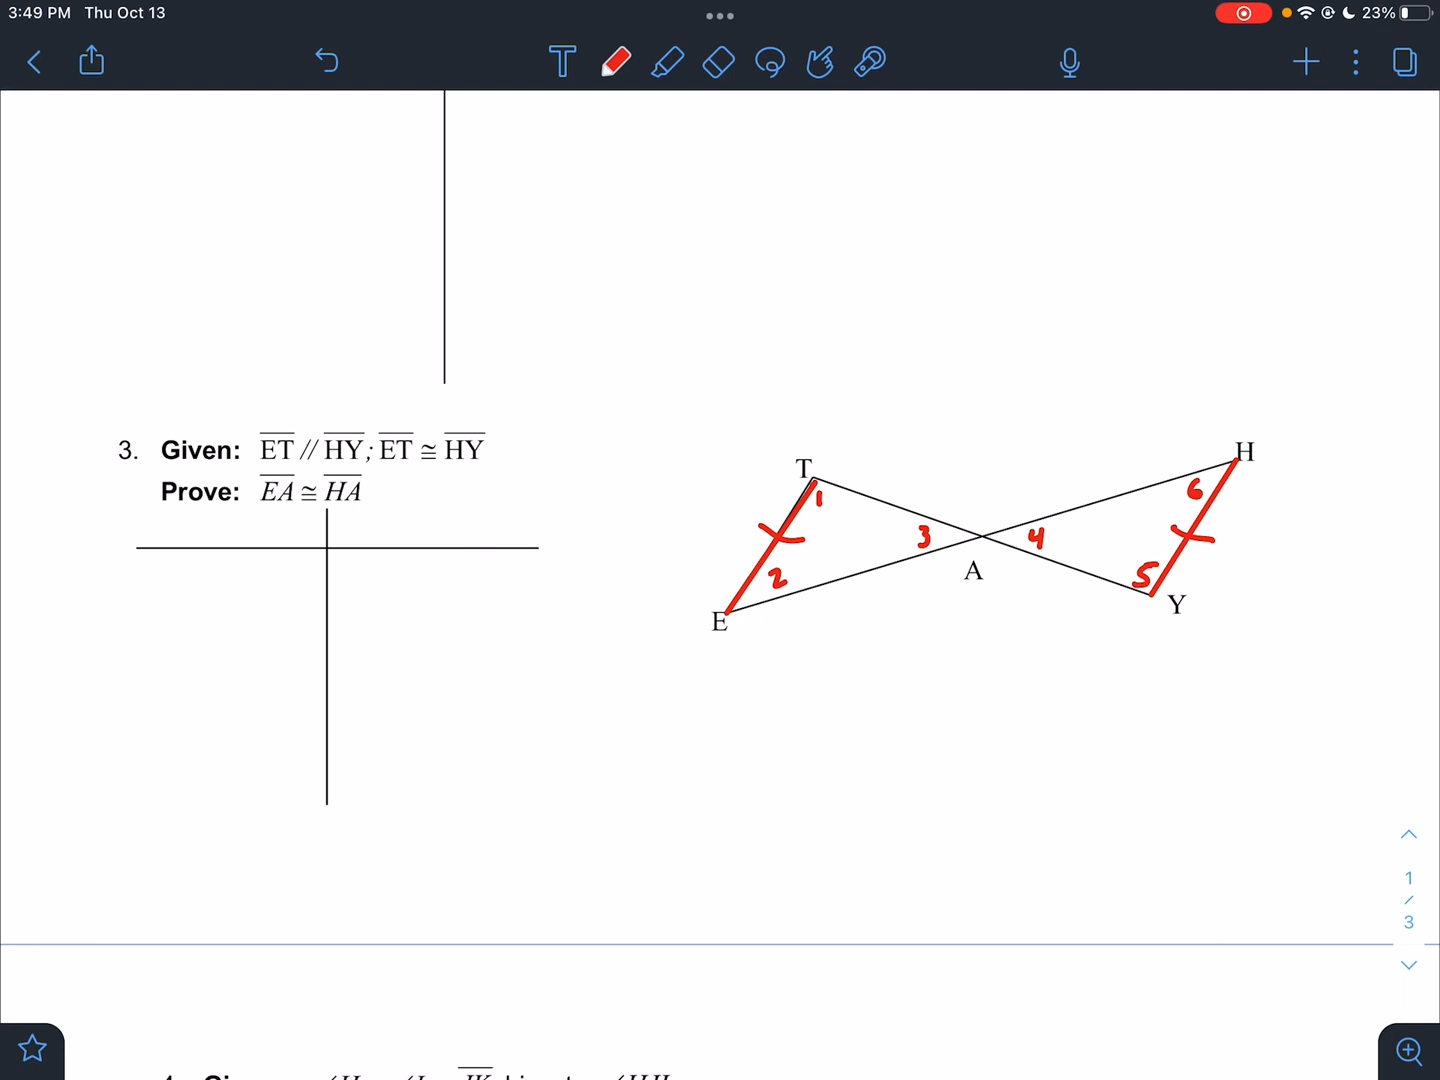 3:49 PM Thu Oct 13
23%
T
3. Given: ET // HY; ET ≅ HY
Prove: EA ≅ HA
T
H
1
6
3
4
2
A
5
E
Y
1
/
3